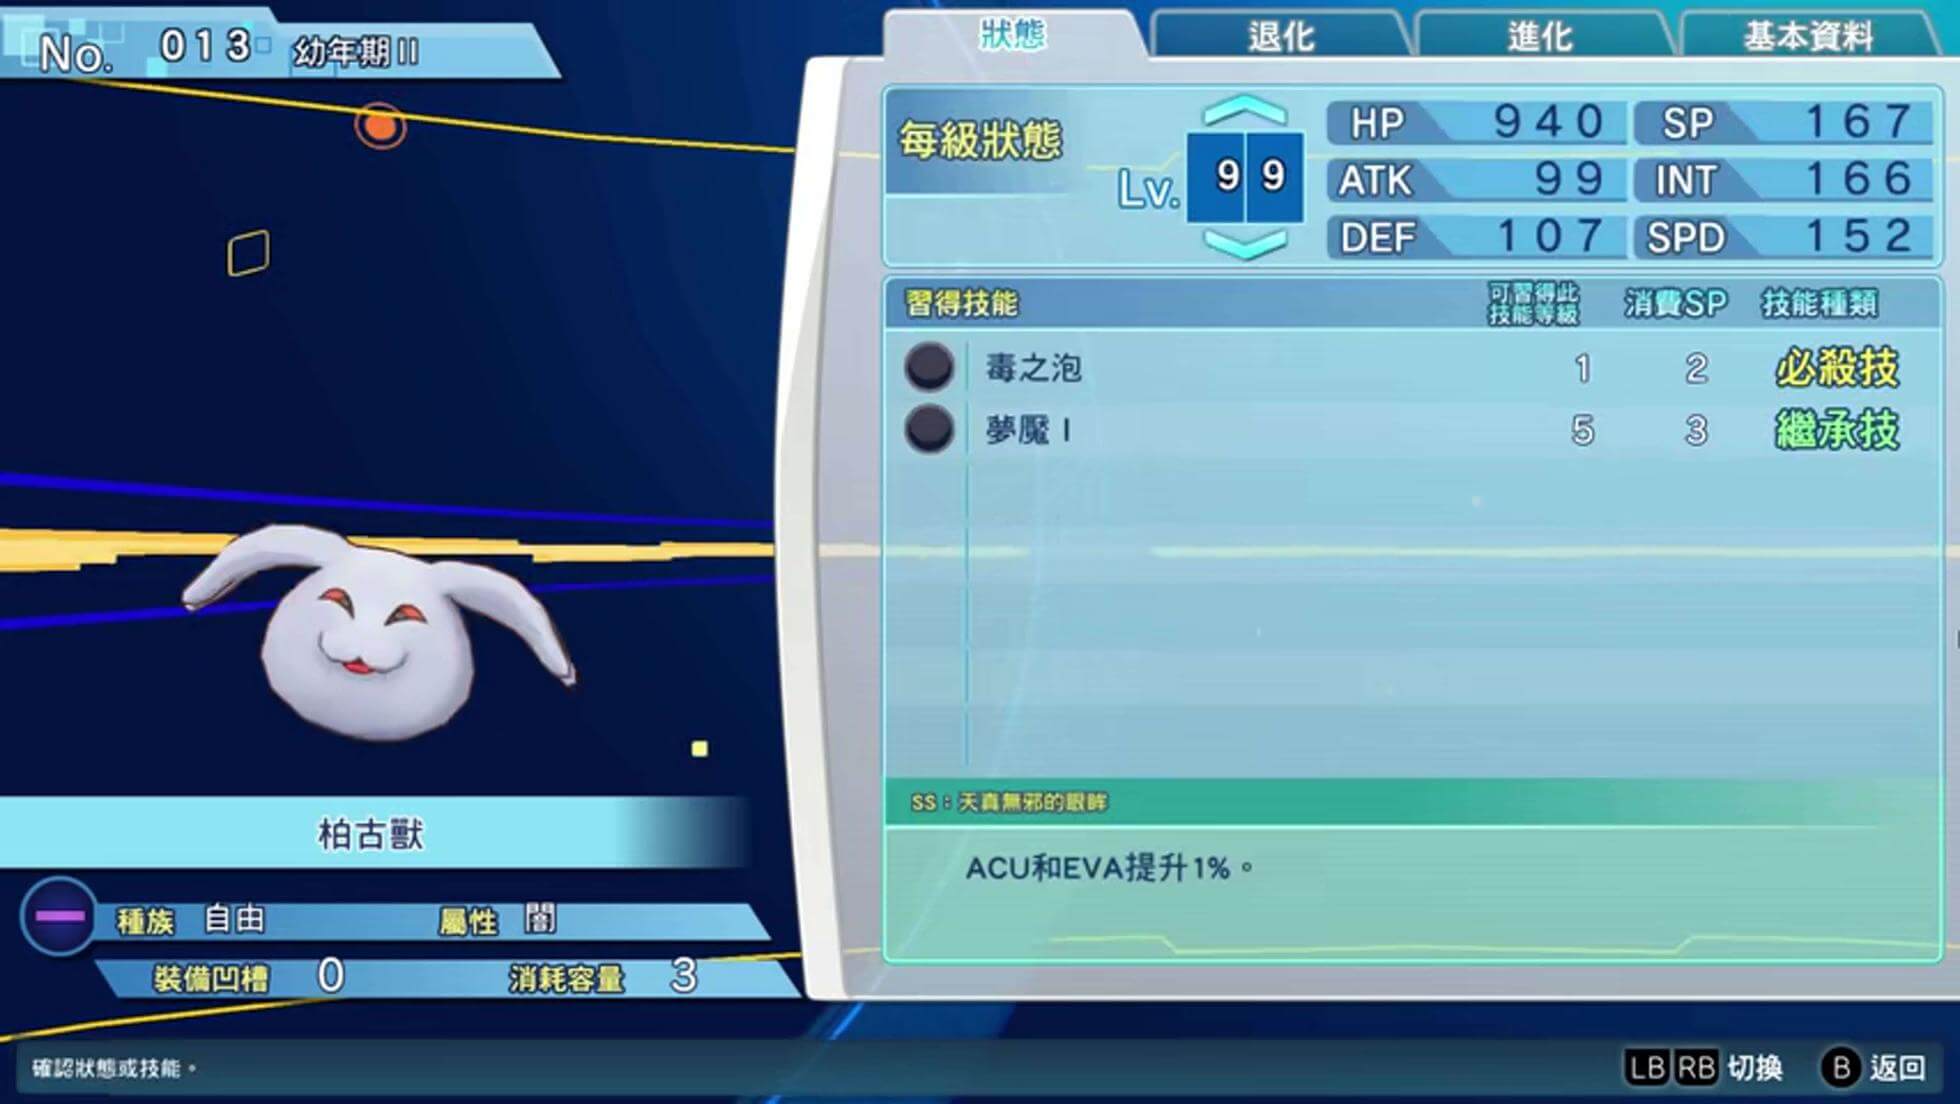 No. 013 幼年期II
狀態 退化 進化 基本資料
每級狀態
Lv. 99
HP 940 SP 167
ATK 99 INT 166
DEF 107 SPD 152
習得技能 可習得此技能等級 消費SP 技能種類
毒之泡 1 2 必殺技
夢魘 I 5 3 繼承技
SS：天真無邪的眼眸
ACU和EVA提升1%。
柏古獸
種族 自由 屬性 闇
裝備凹槽 0 消耗容量 3
確認狀態或技能。
LB RB 切換 B 返回